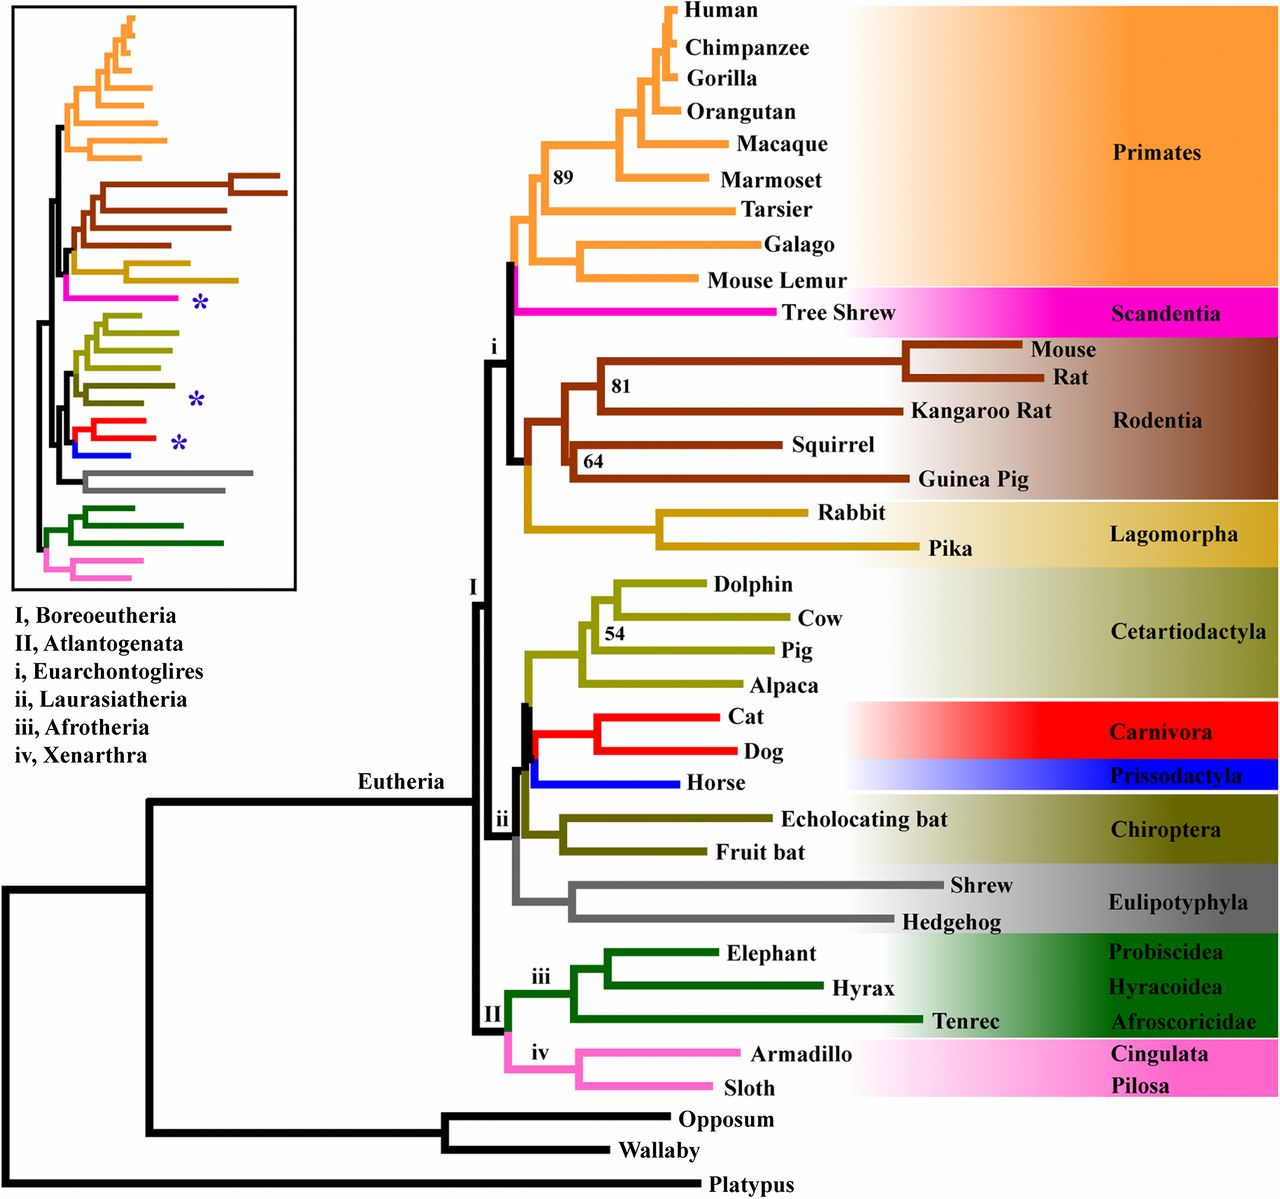 Human
Chimpanzee
Gorilla
Orangutan
Macaque
Primates
89
Marmoset
Tarsier
Galago
Mouse Lemur
*
Tree Shrew
Scandentia
i
Mouse
81
Rat
*
Kangaroo Rat
Rodentia
*
Squirrel
64
Guinea Pig
Rabbit
Lagomorpha
Pika
I
Dolphin
I, Boreoeutheria
Cow
II, Atlantogenata
54
Cetartiodactyla
Pig
i, Euarchontoglires
Alpaca
ii, Laurasiatheria
Cat
iii, Afrotheria
Carnivora
Dog
iv, Xenarthra
Eutheria
Horse
Prissodactyla
ii
Echolocating bat
Chiroptera
Fruit bat
Shrew
Eulipotyphyla
Hedgehog
Elephant
Probiscidea
iii
Hyrax
Hyracoidea
II
Tenrec
Afroscoricidae
iv
Armadillo
Cingulata
Sloth
Pilosa
Opposum
Wallaby
Platypus